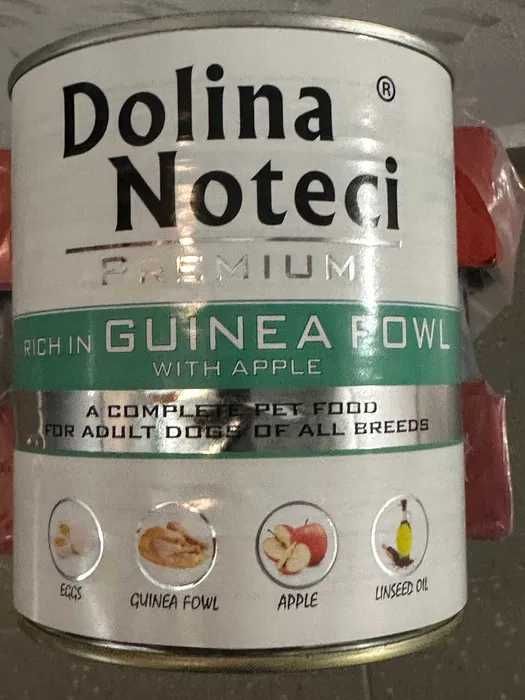 Dolina ®
Noteci
PREMIUM
RICH IN GUINEA FOWL
WITH APPLE
A COMPLETE PET FOOD
FOR ADULT DOGS OF ALL BREEDS
EGGS
GUINEA FOWL
APPLE
LINSEED OIL